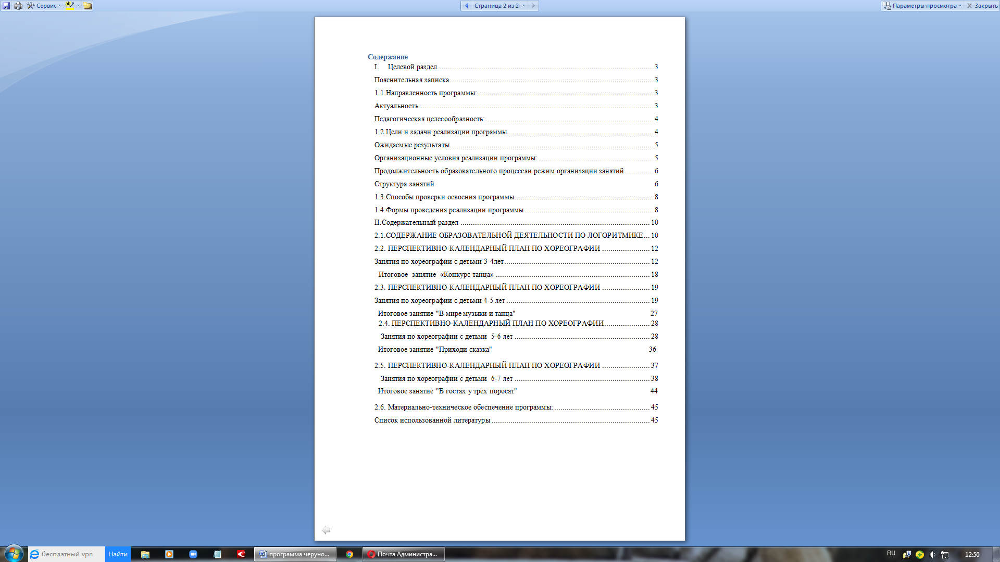 Сервис
Страница 2 из 2
Параметры просмотра
Закрыть
Содержание
I. Целевой раздел. 3
Пояснительная записка 3
1.1.Направленность программы: 3
Актуальность. 3
Педагогическая целесообразность: 4
1.2.Цели и задачи реализации программы 4
Ожидаемые результаты 5
Организационные условия реализации программы: 5
Продолжительность образовательного процессаи режим организации занятий 6
Структура занятий 6
1.3.Способы проверки освоения программы 8
1.4.Формы проведения реализации программы 8
II.Содержательный раздел 10
2.1.СОДЕРЖАНИЕ ОБРАЗОВАТЕЛЬНОЙ ДЕЯТЕЛЬНОСТИ ПО ЛОГОРИТМИКЕ 10
2.2. ПЕРСПЕКТИВНО-КАЛЕНДАРНЫЙ ПЛАН ПО ХОРЕОГРАФИИ 12
Занятия по хореографии с детьми 3-4лет 12
Итоговое занятие «Конкурс танца» 18
2.3. ПЕРСПЕКТИВНО-КАЛЕНДАРНЫЙ ПЛАН ПО ХОРЕОГРАФИИ 19
Занятия по хореографии с детьми 4-5 лет 19
Итоговое занятие "В мире музыки и танца" 27
2.4. ПЕРСПЕКТИВНО-КАЛЕНДАРНЫЙ ПЛАН ПО ХОРЕОГРАФИИ 28
Занятия по хореографии с детьми 5-6 лет 28
Итоговое занятие "Приходи сказка" 36
2.5. ПЕРСПЕКТИВНО-КАЛЕНДАРНЫЙ ПЛАН ПО ХОРЕОГРАФИИ 37
Занятия по хореографии с детьми 6-7 лет 38
Итоговое занятие "В гостях у трех поросят" 44
2.6. Материально-техническое обеспечение программы: 45
Список использованной литературы 45
бесплатный vpn
Найти
программа черуно...
Почта Администра...
RU
12:50